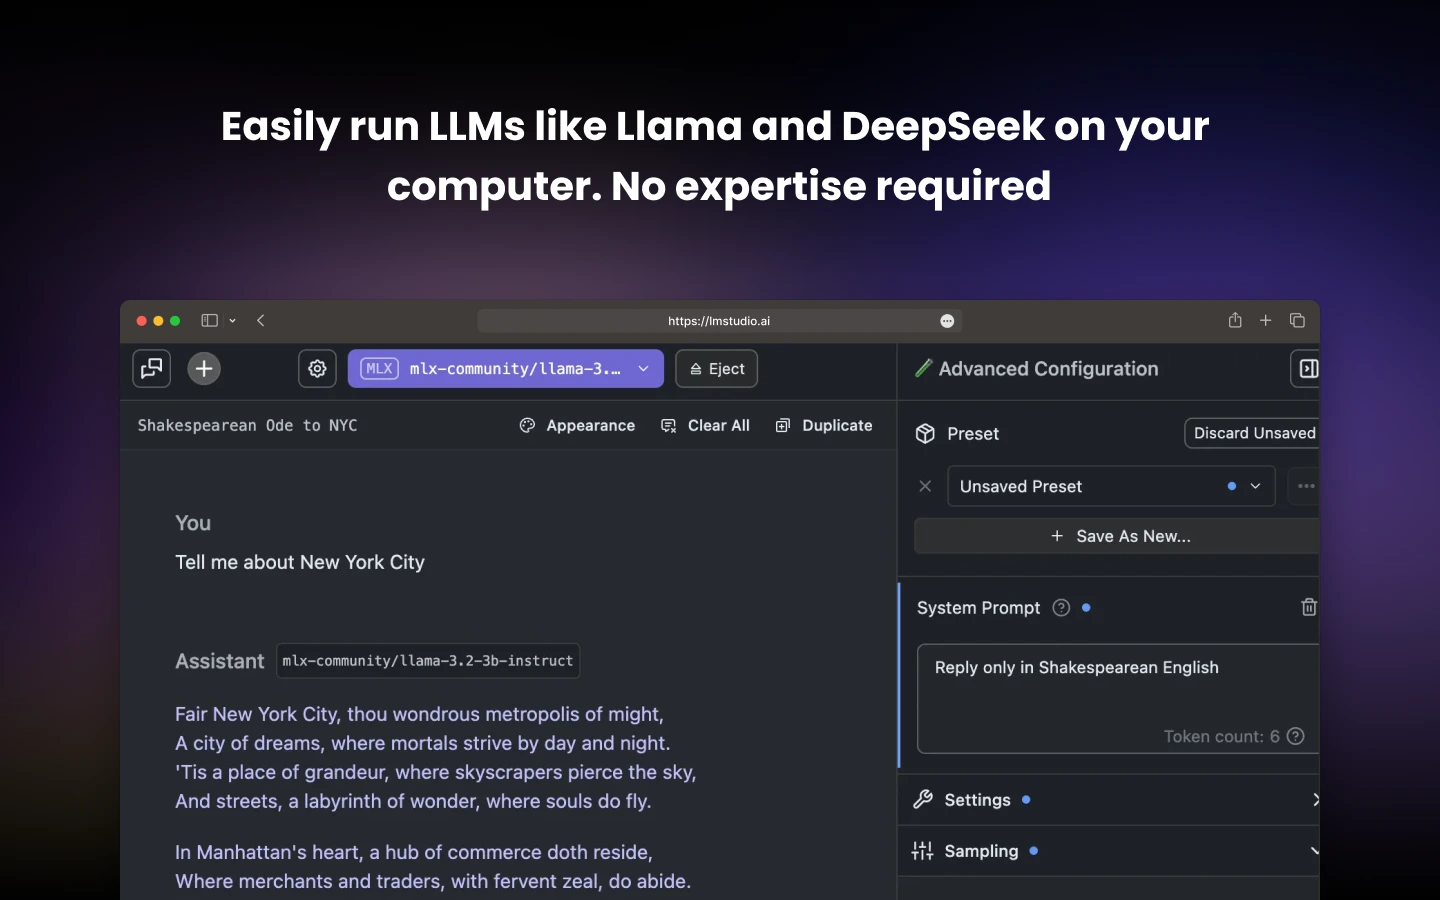 Easily run LLMs like Llama and DeepSeek on your
computer. No expertise required
https://lmstudio.ai
MLX mlx-community/llama-3.…
Eject
Advanced Configuration
Shakespearean Ode to NYC
Appearance
Clear All
Duplicate
Preset
Discard Unsaved
Unsaved Preset
+ Save As New...
You
Tell me about New York City
System Prompt
Reply only in Shakespearean English
Token count: 6
Assistant
mlx-community/llama-3.2-3b-instruct
Fair New York City, thou wondrous metropolis of might,
A city of dreams, where mortals strive by day and night.
'Tis a place of grandeur, where skyscrapers pierce the sky,
And streets, a labyrinth of wonder, where souls do fly.
In Manhattan's heart, a hub of commerce doth reside,
Where merchants and traders, with fervent zeal, do abide.
Settings
Sampling